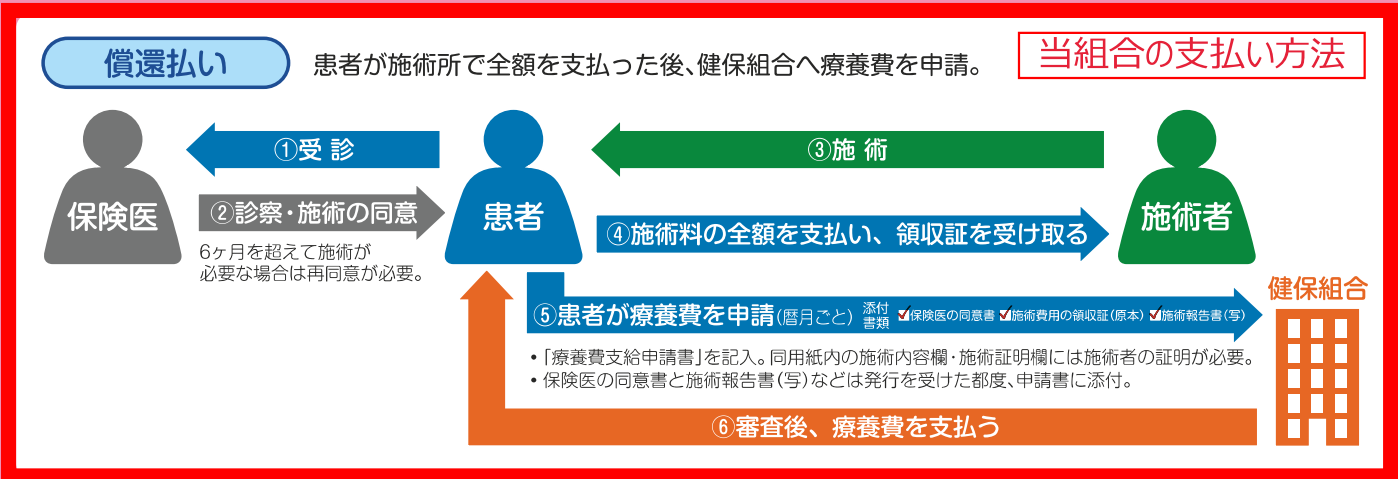 償還払い
患者が施術所で全額を支払った後、健保組合へ療養費を申請。
当組合の支払い方法
①受 診
③施 術
保険医
②診察・施術の同意
患者
施術者
④施術料の全額を支払い、領収証を受け取る
6ヶ月を超えて施術が
必要な場合は再同意が必要。
健保組合
⑤患者が療養費を申請(暦月ごと)
添付
書類
保険医の同意書
施術費用の領収証(原本)
施術報告書(写)
・「療養費支給申請書」を記入。同用紙内の施術内容欄・施術証明欄には施術者の証明が必要。
・保険医の同意書と施術報告書(写)などは発行を受けた都度、申請書に添付。
⑥審査後、療養費を支払う